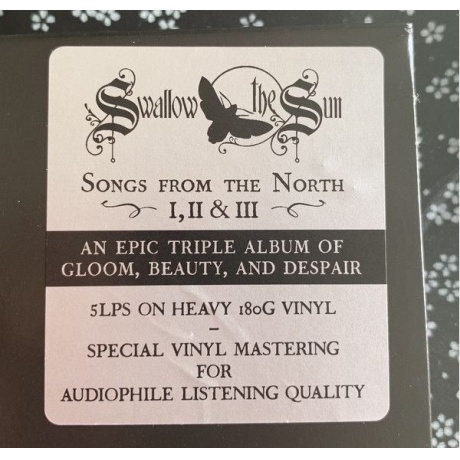 Swallow the Sun
SONGS FROM THE NORTH
I, II & III
AN EPIC TRIPLE ALBUM OF
GLOOM, BEAUTY, AND DESPAIR
5LPS ON HEAVY 180G VINYL
–
SPECIAL VINYL MASTERING
FOR
AUDIOPHILE LISTENING QUALITY